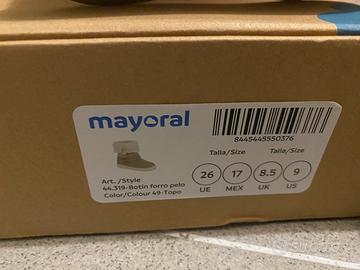 mayoral
8445445550376
Talla/Size Talla/Size
26 17 8.5 9
UE MEX UK US
Art. /Style
44.319-Botin forro pelo
Color/Colour 49-Topo